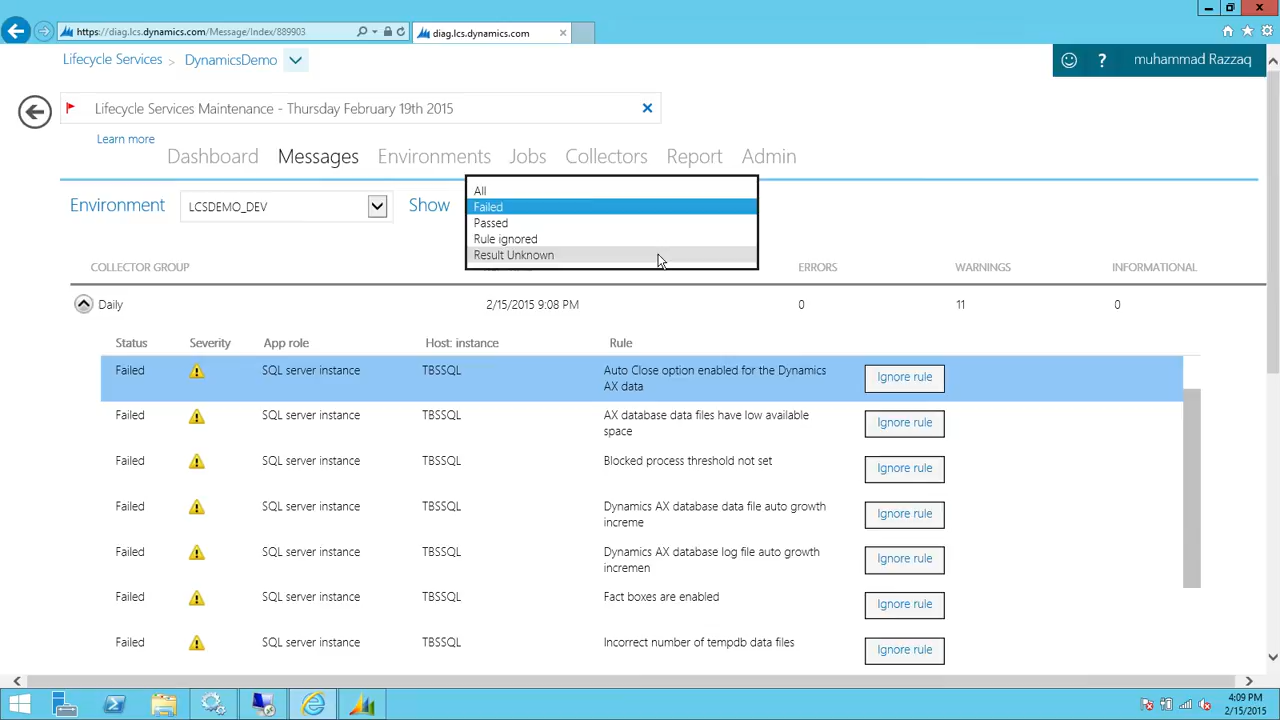 https://diag.lcs.dynamics.com/Message/Index/889903
diag.lcs.dynamics.com
Lifecycle Services > DynamicsDemo
muhammad Razzaq
Lifecycle Services Maintenance - Thursday February 19th 2015
Learn more
Dashboard Messages Environments Jobs Collectors Report Admin
Environment LCSDEMO_DEV Show
All
Failed
Passed
Rule ignored
Result Unknown
COLLECTOR GROUP ERRORS WARNINGS INFORMATIONAL
Daily 2/15/2015 9:08 PM 0 11 0
Status Severity App role Host: instance Rule
Failed SQL server instance TBSSQL Auto Close option enabled for the Dynamics
AX data
Ignore rule
Failed SQL server instance TBSSQL AX database data files have low available
space
Ignore rule
Failed SQL server instance TBSSQL Blocked process threshold not set Ignore rule
Failed SQL server instance TBSSQL Dynamics AX database data file auto growth
increme
Ignore rule
Failed SQL server instance TBSSQL Dynamics AX database log file auto growth
incremen
Ignore rule
Failed SQL server instance TBSSQL Fact boxes are enabled Ignore rule
Failed SQL server instance TBSSQL Incorrect number of tempdb data files Ignore rule
4:09 PM
2/15/2015